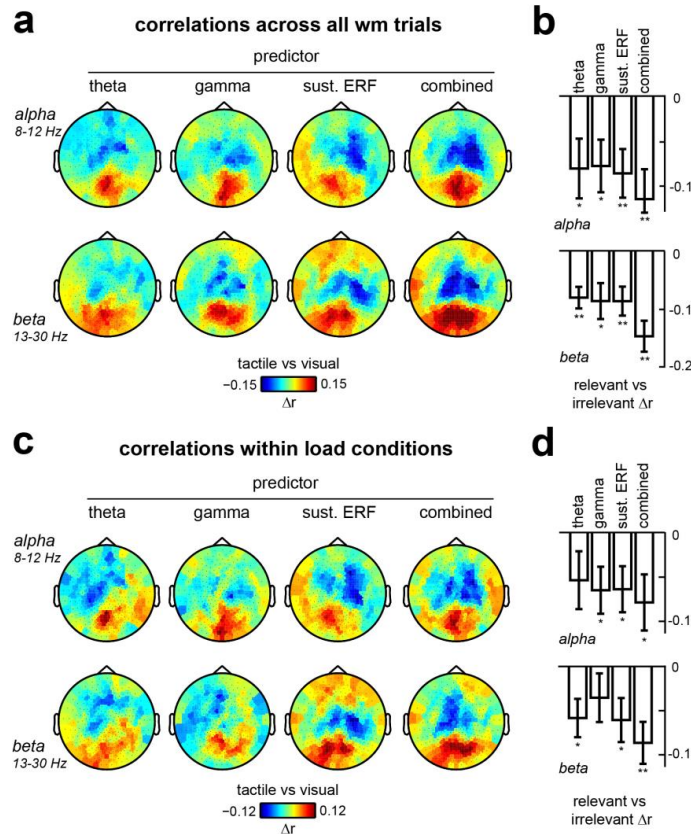 a
correlations across all wm trials
predictor
theta gamma sust. ERF combined
alpha
8-12 Hz
beta
13-30 Hz
tactile vs visual
−0.15 0.15
Δr
b
theta gamma sust. ERF combined
0
-0.1
* * ** **
alpha
0
-0.1
-0.2
** * ** **
beta
relevant vs
irrelevant Δr
c
correlations within load conditions
predictor
theta gamma sust. ERF combined
alpha
8-12 Hz
beta
13-30 Hz
tactile vs visual
−0.12 0.12
Δr
d
theta gamma sust. ERF combined
0
-0.1
* * *
alpha
0
-0.1
* * **
beta
relevant vs
irrelevant Δr